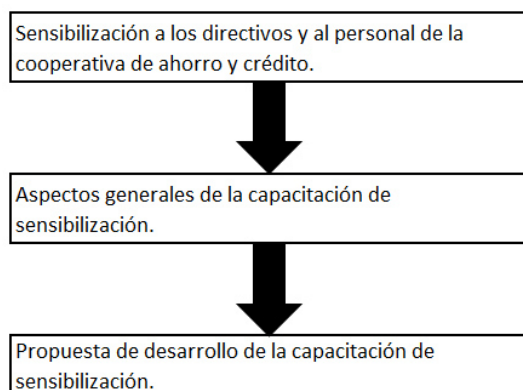 Sensibilización a los directivos y al personal de la
cooperativa de ahorro y crédito.
Aspectos generales de la capacitación de
sensibilización.
Propuesta de desarrollo de la capacitación de
sensibilización.